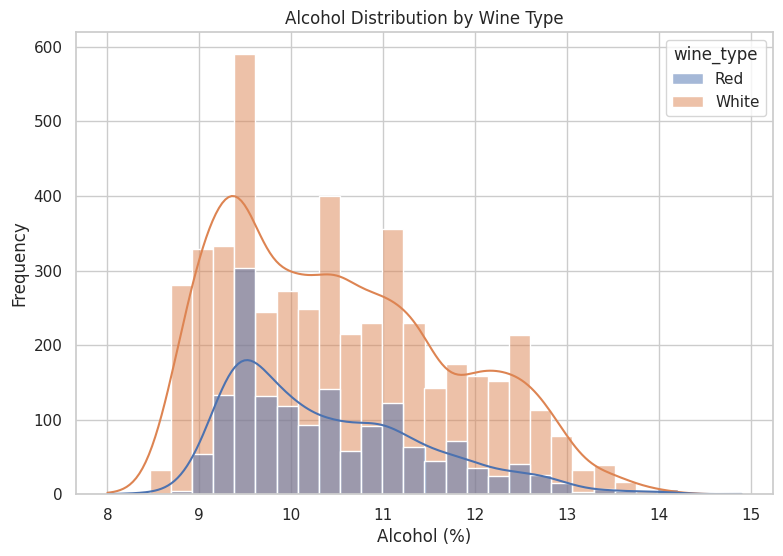 Alcohol Distribution by Wine Type
wine_type
Red
White
Frequency
600
500
400
300
200
100
0
8 9 10 11 12 13 14 15
Alcohol (%)